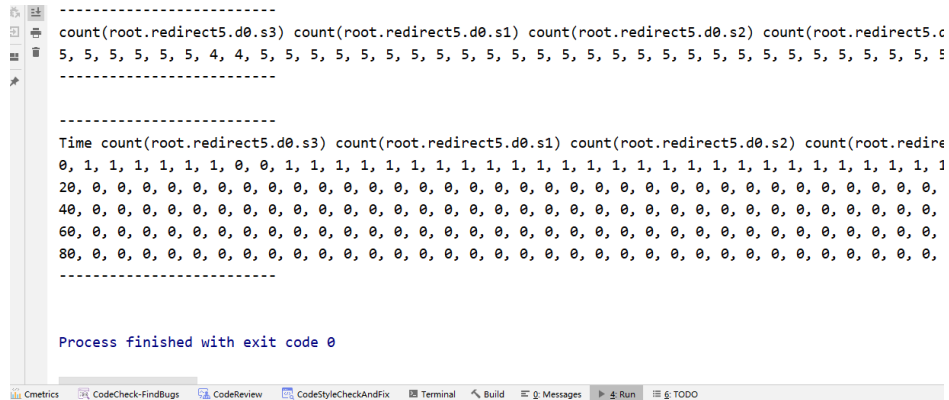 --------------------------
count(root.redirect5.d0.s3) count(root.redirect5.d0.s1) count(root.redirect5.d0.s2) count(root.redirect5.d
5, 5, 5, 5, 5, 5, 4, 4, 5, 5, 5, 5, 5, 5, 5, 5, 5, 5, 5, 5, 5, 5, 5, 5, 5, 5, 5, 5, 5, 5, 5, 5, 5, 5, 5, 5
--------------------------
--------------------------
Time count(root.redirect5.d0.s3) count(root.redirect5.d0.s1) count(root.redirect5.d0.s2) count(root.redire
0, 1, 1, 1, 1, 1, 1, 0, 0, 1, 1, 1, 1, 1, 1, 1, 1, 1, 1, 1, 1, 1, 1, 1, 1, 1, 1, 1, 1, 1, 1, 1, 1, 1, 1, 1
20, 0, 0, 0, 0, 0, 0, 0, 0, 0, 0, 0, 0, 0, 0, 0, 0, 0, 0, 0, 0, 0, 0, 0, 0, 0, 0, 0, 0, 0, 0, 0, 0, 0, 0,
40, 0, 0, 0, 0, 0, 0, 0, 0, 0, 0, 0, 0, 0, 0, 0, 0, 0, 0, 0, 0, 0, 0, 0, 0, 0, 0, 0, 0, 0, 0, 0, 0, 0, 0,
60, 0, 0, 0, 0, 0, 0, 0, 0, 0, 0, 0, 0, 0, 0, 0, 0, 0, 0, 0, 0, 0, 0, 0, 0, 0, 0, 0, 0, 0, 0, 0, 0, 0, 0,
80, 0, 0, 0, 0, 0, 0, 0, 0, 0, 0, 0, 0, 0, 0, 0, 0, 0, 0, 0, 0, 0, 0, 0, 0, 0, 0, 0, 0, 0, 0, 0, 0, 0, 0,
--------------------------
Process finished with exit code 0
Cmetrics CodeCheck-FindBugs CodeReview CodeStyleCheckAndFix Terminal Build 0: Messages 4: Run 6: TODO